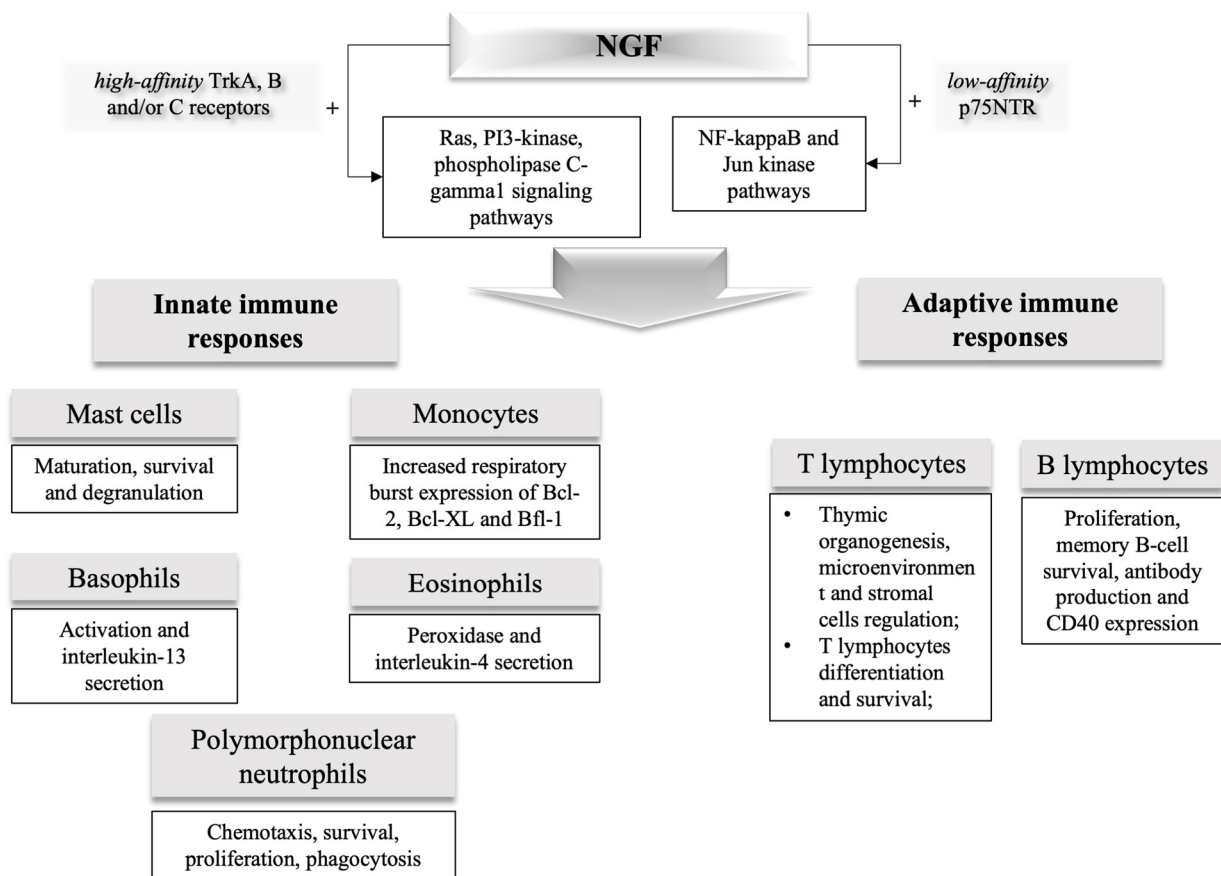 NGF
high-affinity TrkA, B
and/or C receptors
+
+
low-affinity
p75NTR
Ras, PI3-kinase,
phospholipase C-
gamma1 signaling
pathways
NF-kappaB and
Jun kinase
pathways
Innate immune
responses
Adaptive immune
responses
Mast cells
Maturation, survival
and degranulation
Monocytes
Increased respiratory
burst expression of Bcl-
2, Bcl-XL and Bfl-1
Basophils
Activation and
interleukin-13
secretion
Eosinophils
Peroxidase and
interleukin-4 secretion
Polymorphonuclear
neutrophils
Chemotaxis, survival,
proliferation, phagocytosis
T lymphocytes
• Thymic
organogenesis,
microenvironmen
t and stromal
cells regulation;
• T lymphocytes
differentiation
and survival;
B lymphocytes
Proliferation,
memory B-cell
survival, antibody
production and
CD40 expression